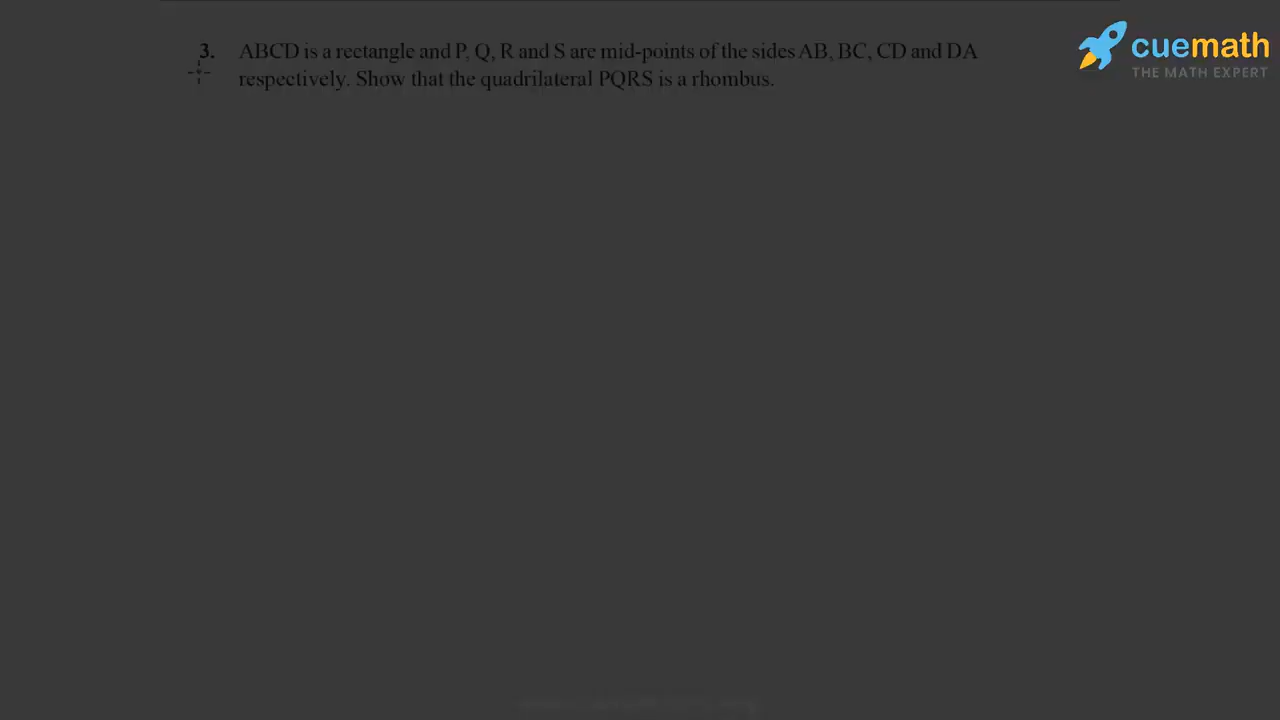 3. ABCD is a rectangle and P, Q, R and S are mid-points of the sides AB, BC, CD and DA
respectively. Show that the quadrilateral PQRS is a rhombus.
cuemath
THE MATH EXPERT